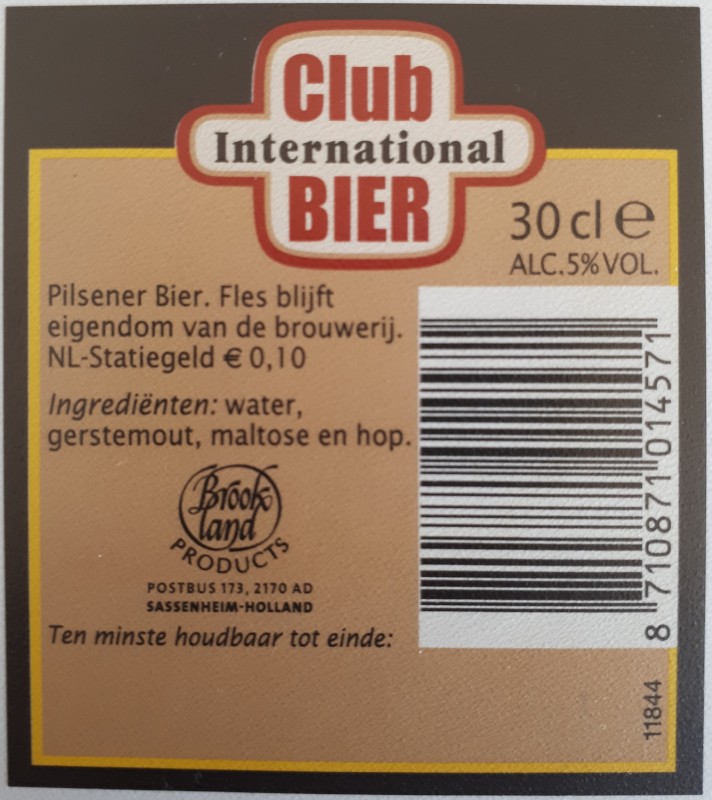 Club
International
BIER
30 cl ℮
ALC.5% VOL.
Pilsener Bier. Fles blijft
eigendom van de brouwerij.
NL-Statiegeld € 0,10
Ingrediënten: water,
gerstemout, maltose en hop.
Brook
land
PRODUCTS
POSTBUS 173, 2170 AD
SASSENHEIM-HOLLAND
Ten minste houdbaar tot einde:
8 710871 014571
11844